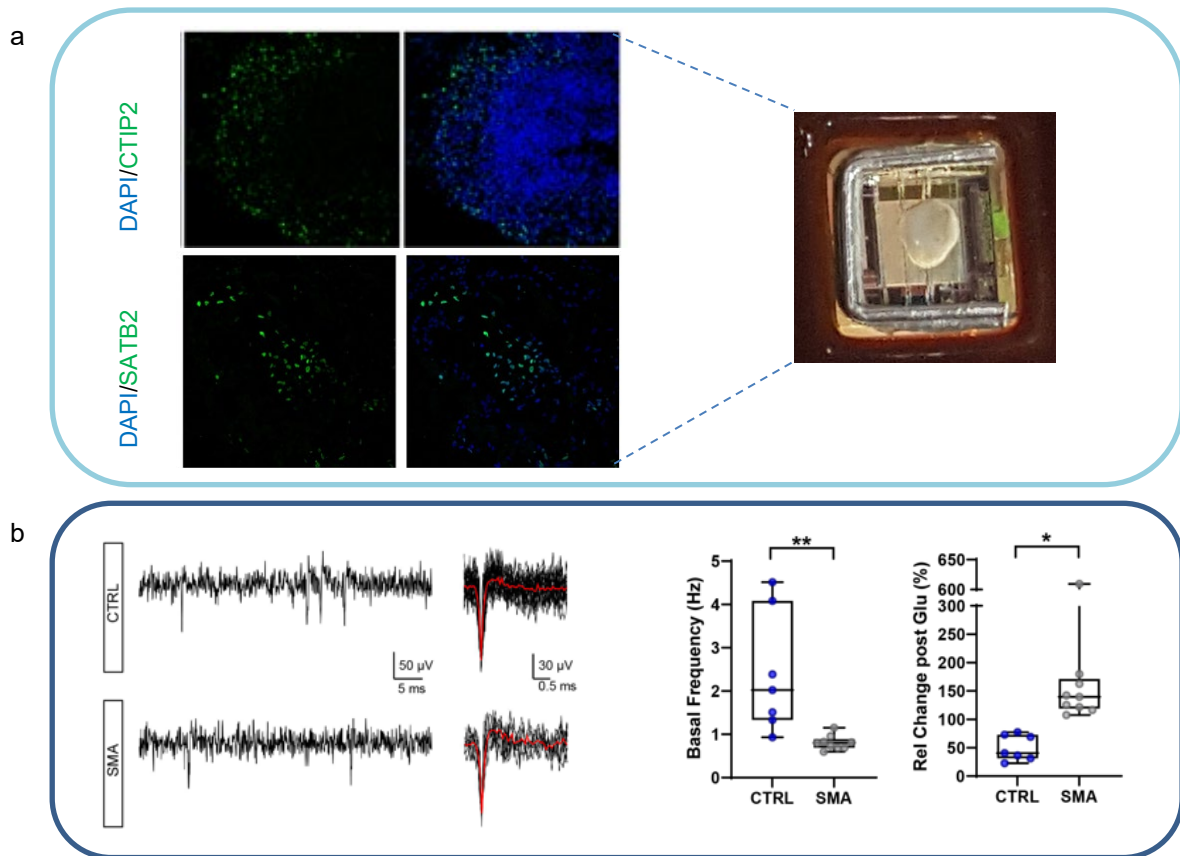 a
DAPI/CTIP2
DAPI/SATB2
b
CTRL
50 µV
5 ms
30 µV
0.5 ms
SMA
**
Basal Frequency (Hz)
5
4
3
2
1
0
CTRL SMA
*
Rel Change post Glu (%)
650
600
300
250
200
150
100
50
0
CTRL SMA